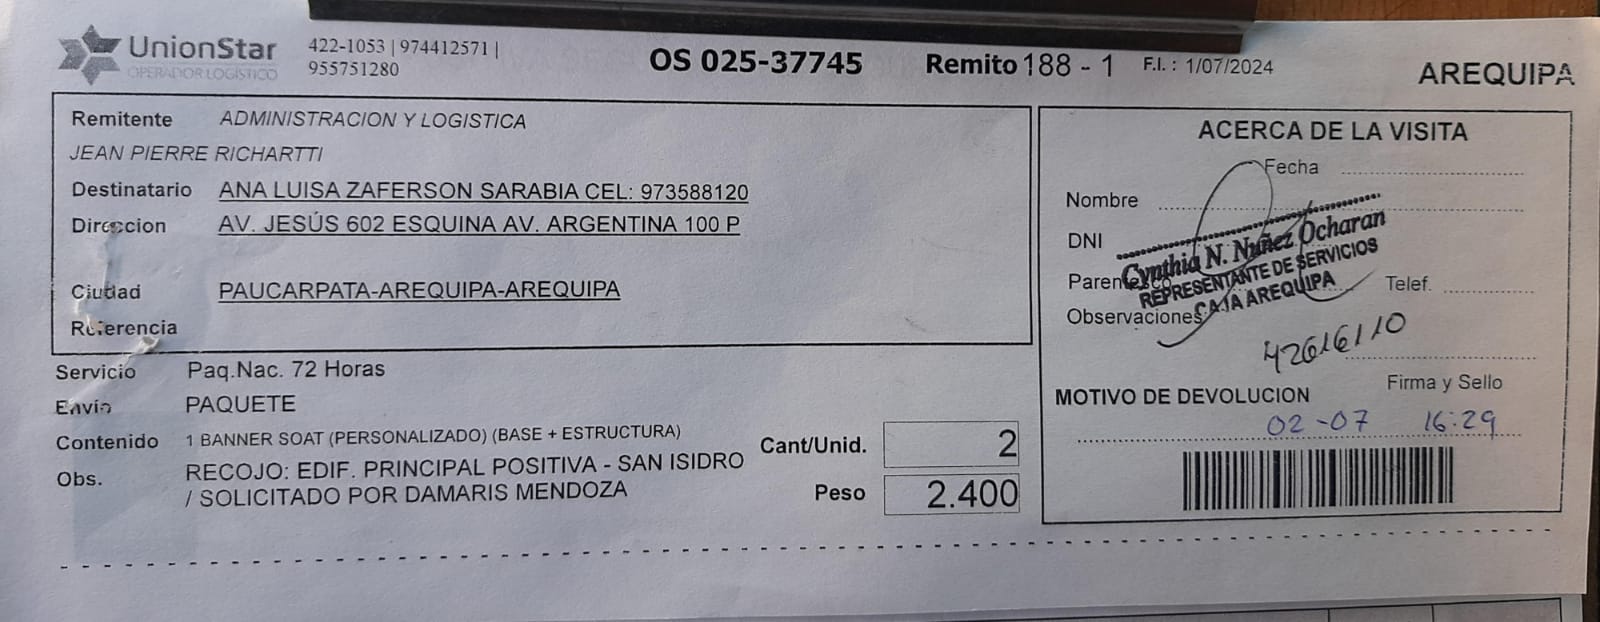 UnionStar
OPERADOR LOGÍSTICO
422-1053 | 974412571 |
955751280
OS 025-37745
Remito 188 - 1
F.I. : 1/07/2024
AREQUIPA
Remitente ADMINISTRACION Y LOGISTICA
JEAN PIERRE RICHARTTI
Destinatario ANA LUISA ZAFERSON SARABIA CEL: 973588120
Direccion AV. JESÚS 602 ESQUINA AV. ARGENTINA 100 P
Ciudad PAUCARPATA-AREQUIPA-AREQUIPA
Referencia
Servicio Paq.Nac. 72 Horas
Envío PAQUETE
Contenido 1 BANNER SOAT (PERSONALIZADO) (BASE + ESTRUCTURA)
Obs. RECOJO: EDIF. PRINCIPAL POSITIVA - SAN ISIDRO
/ SOLICITADO POR DAMARIS MENDOZA
Cant/Unid. 2
Peso 2.400
ACERCA DE LA VISITA
Fecha
Nombre
DNI
Parentesco
Telef.
Observaciones
Cynthia N. Nuñez Ocharan
REPRESENTANTE DE SERVICIOS
CAJA AREQUIPA
42616110
Firma y Sello
MOTIVO DE DEVOLUCION
02-07 16:29